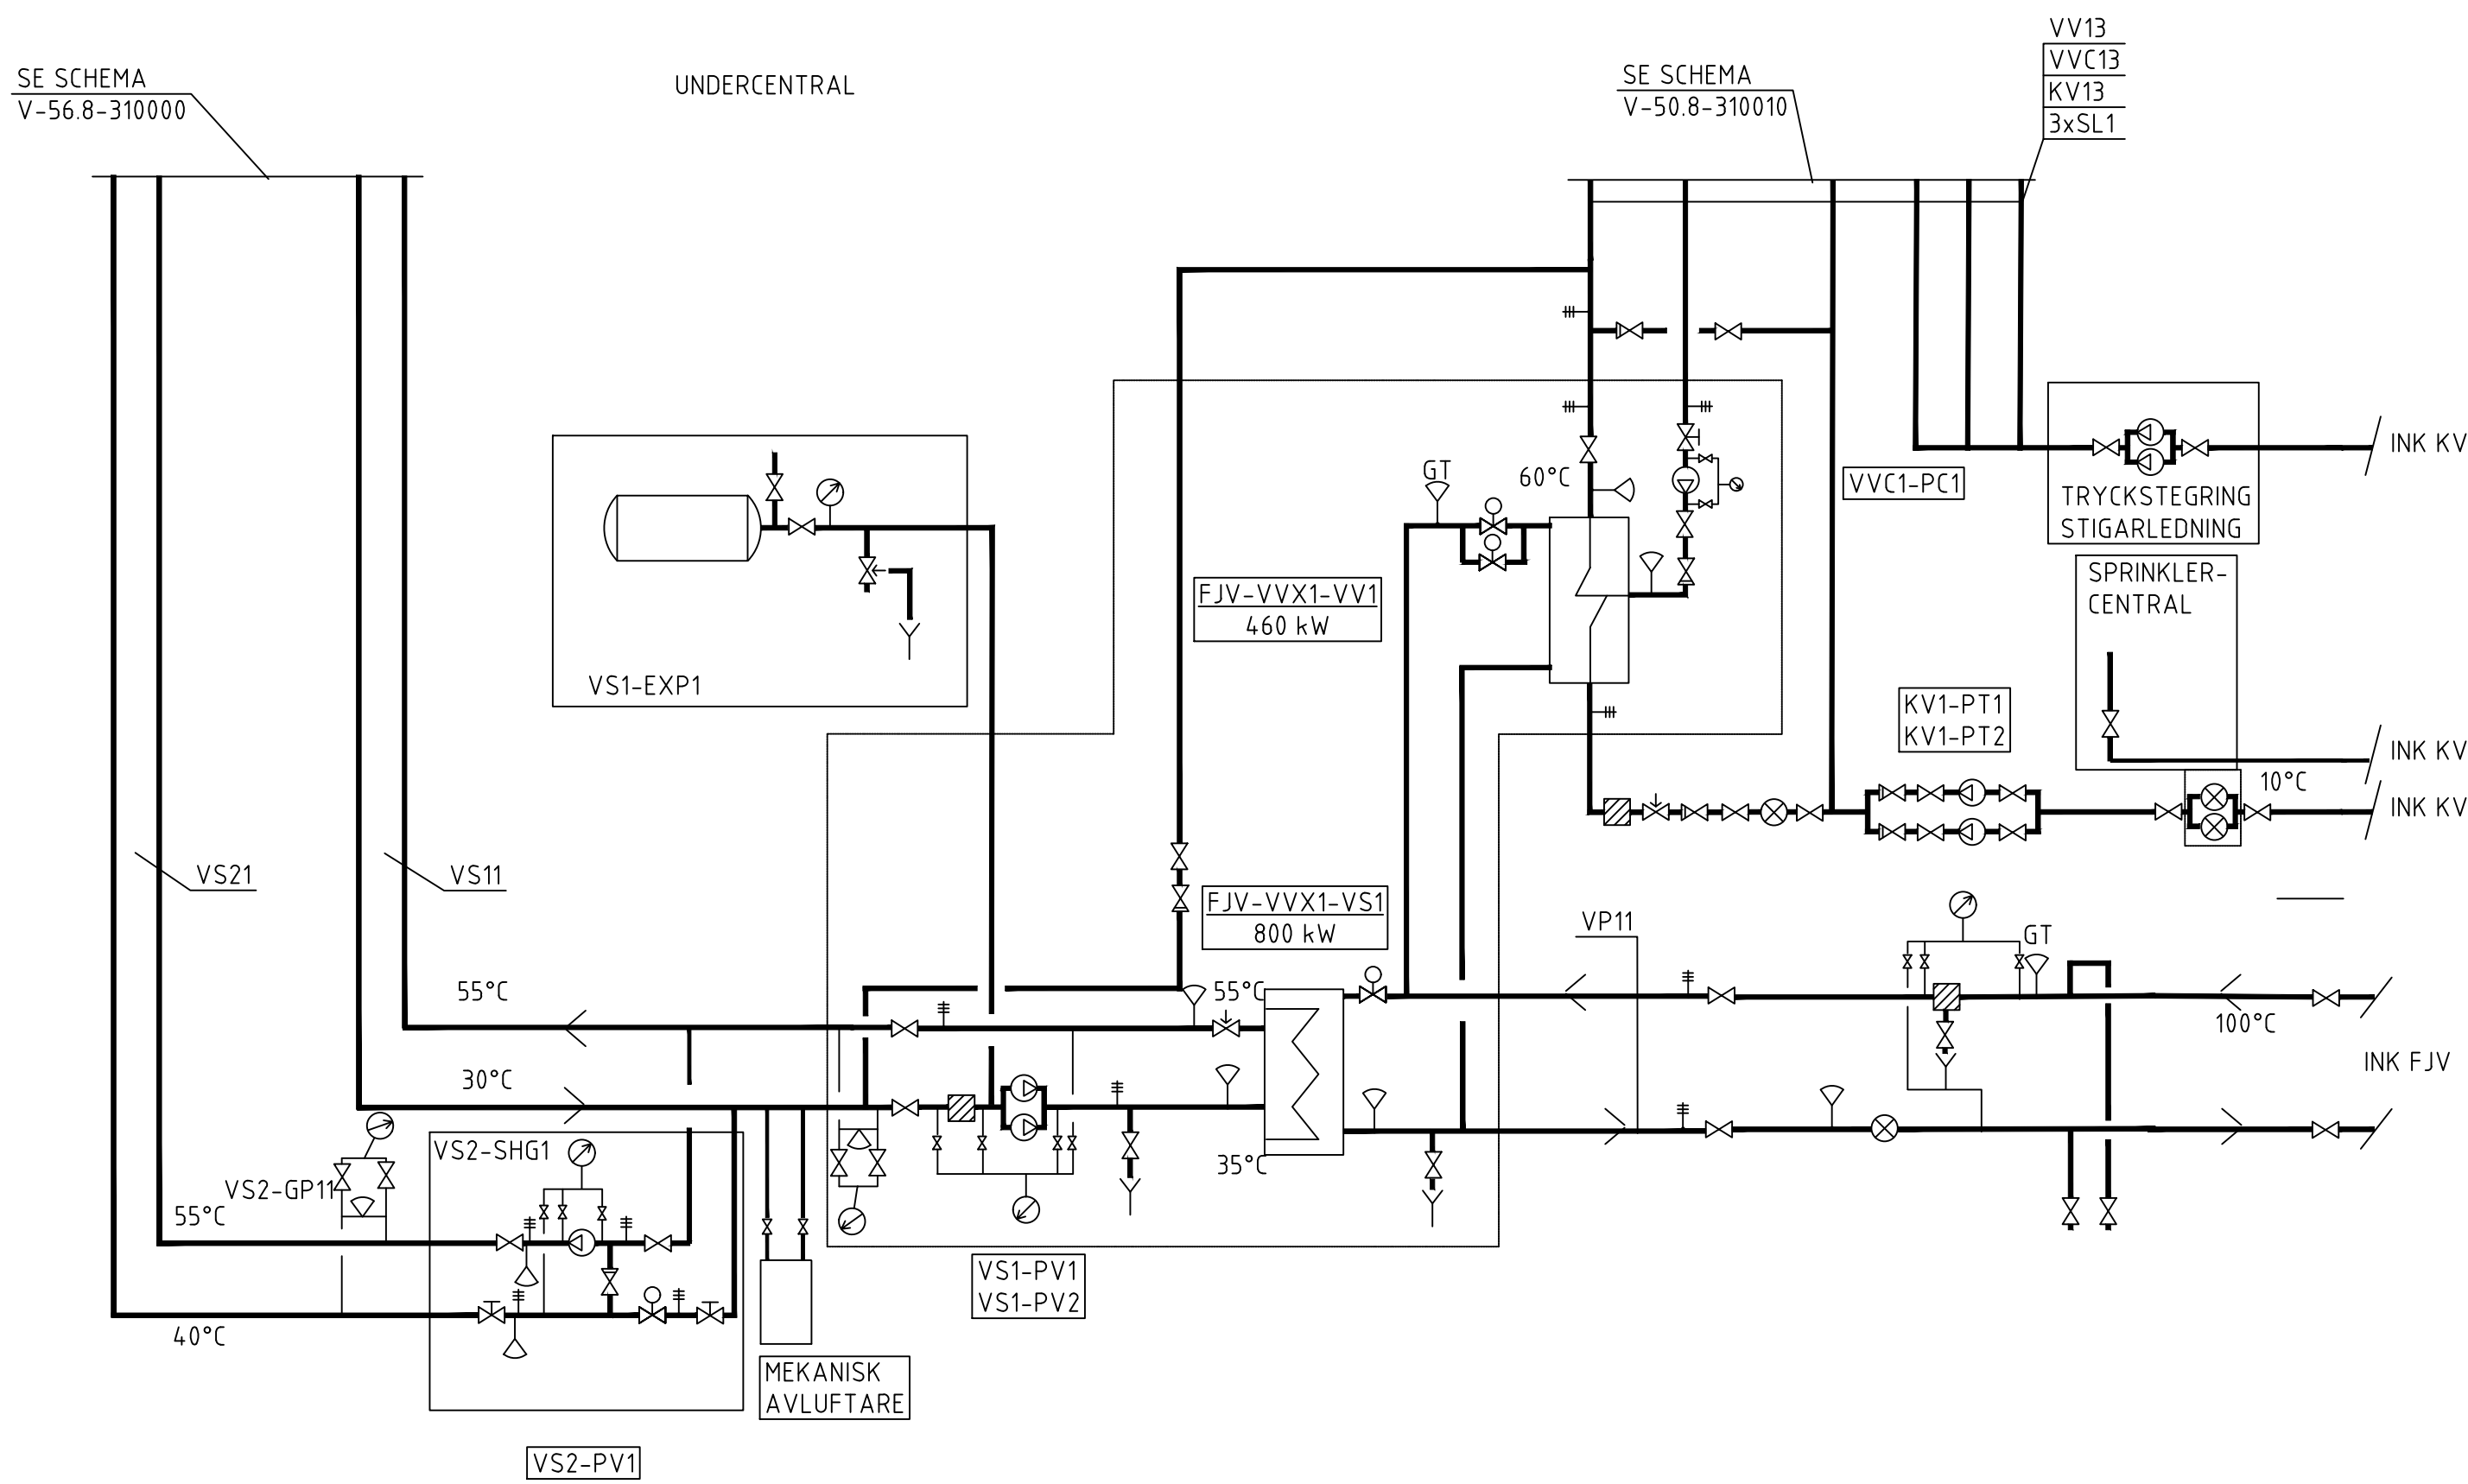 VV13
VVC13
KV13
3xSL1
SE SCHEMA
V-56.8-310000
UNDERCENTRAL
SE SCHEMA
V-50.8-310010
INK KV
GT
60°C
VVC1-PC1
TRYCKSTEGRING
STIGARLEDNING
SPRINKLER-
CENTRAL
FJV-VVX1-VV1
460 kW
VS1-EXP1
KV1-PT1
KV1-PT2
INK KV
10°C
INK KV
VS21
VS11
FJV-VVX1-VS1
800 kW
VP11
GT
55°C
55°C
100°C
INK FJV
30°C
VS2-SHG1
35°C
VS2-GP11
55°C
VS1-PV1
VS1-PV2
40°C
MEKANISK
AVLUFTARE
VS2-PV1